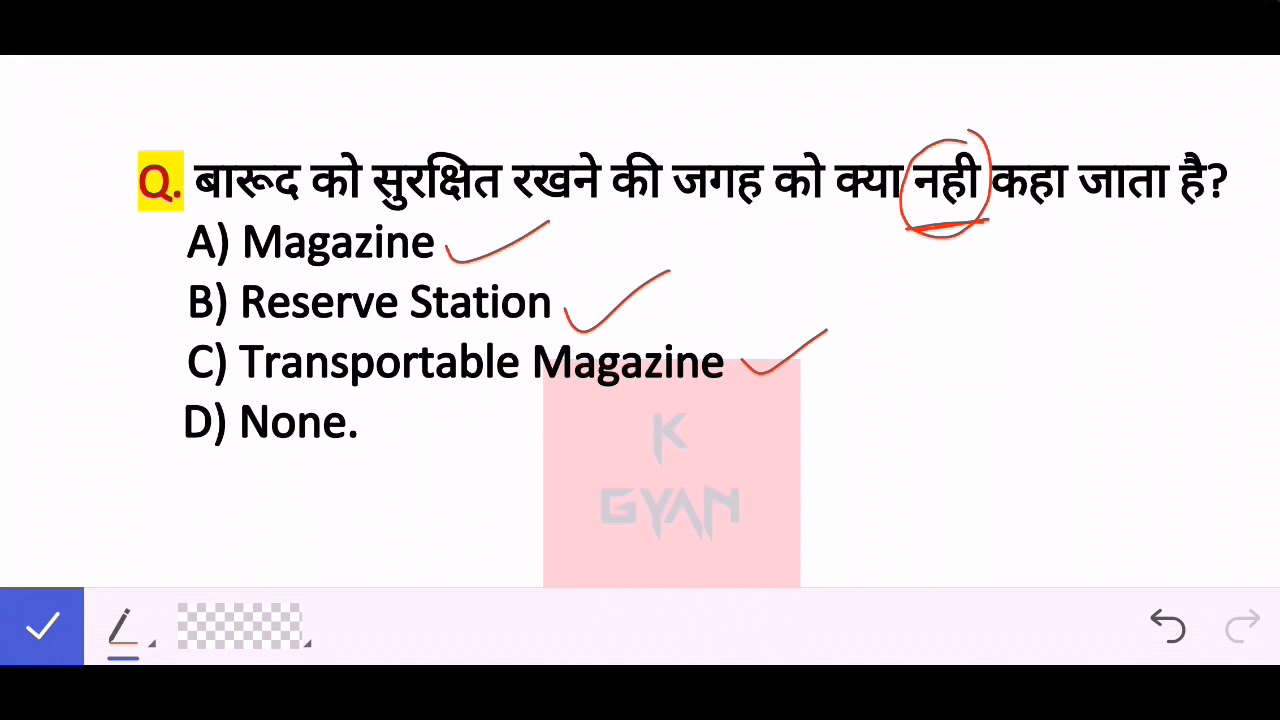 Q. बारूद को सुरक्षित रखने की जगह को क्या नही कहा जाता है?
A) Magazine
B) Reserve Station
C) Transportable Magazine
D) None.
K
GYAN